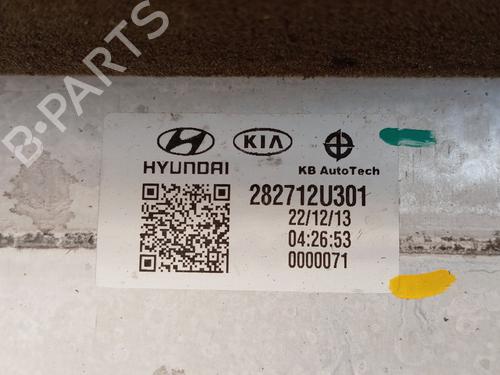 B-PARTS
HYUNDAI
KIA
KB AutoTech
282712U301
22/12/13
04:26:53
0000071